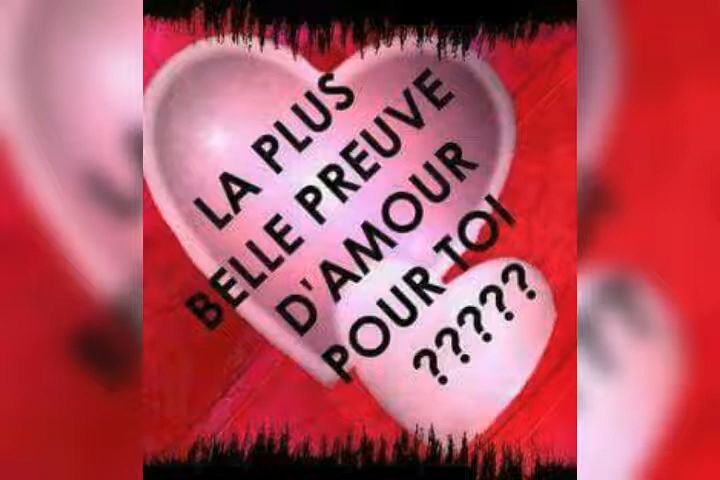 LA PLUS
BELLE PREUVE
D'AMOUR
POUR TOI
?????